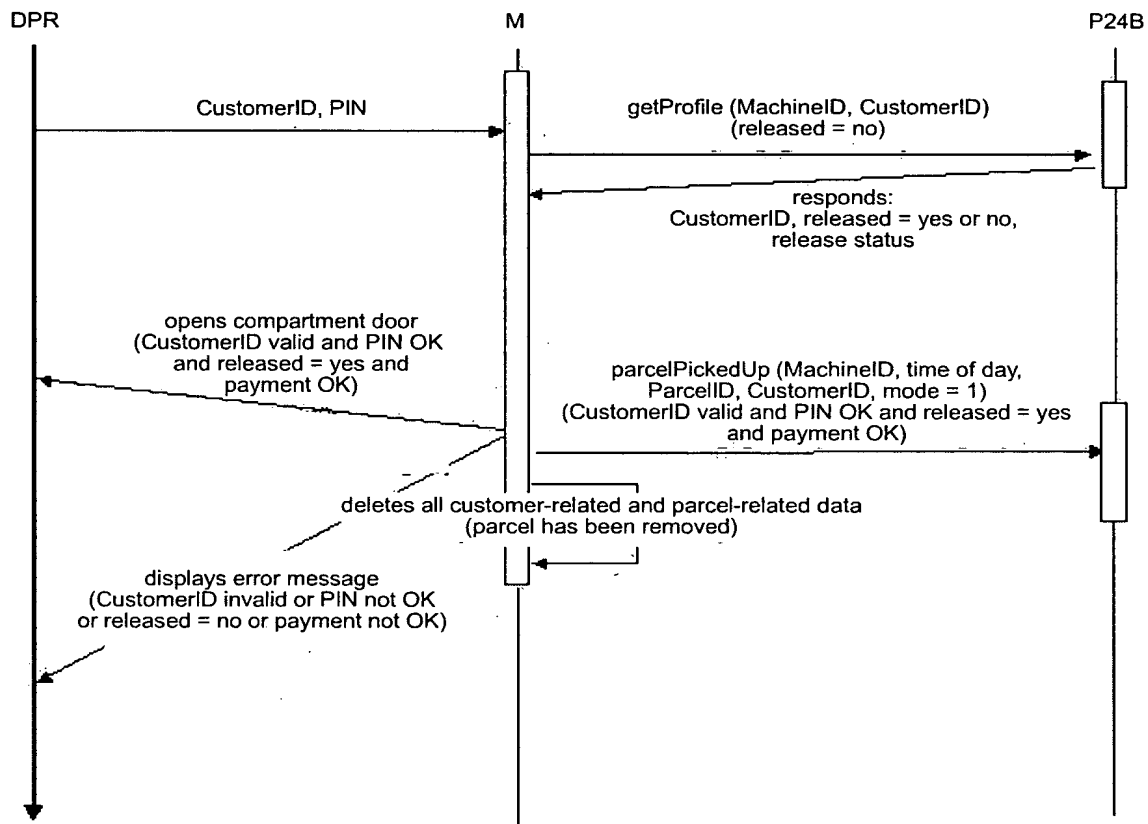 DPR
M
P24B
CustomerID, PIN
getProfile (MachineID, CustomerID)
(released = no)
responds:
CustomerID, released = yes or no,
release status
opens compartment door
(CustomerID valid and PIN OK
and released = yes and
payment OK)
parcelPickedUp (MachineID, time of day,
ParcelID, CustomerID, mode = 1)
(CustomerID valid and PIN OK and released = yes
and payment OK)
deletes all customer-related and parcel-related data
(parcel has been removed)
displays error message
(CustomerID invalid or PIN not OK
or released = no or payment not OK)